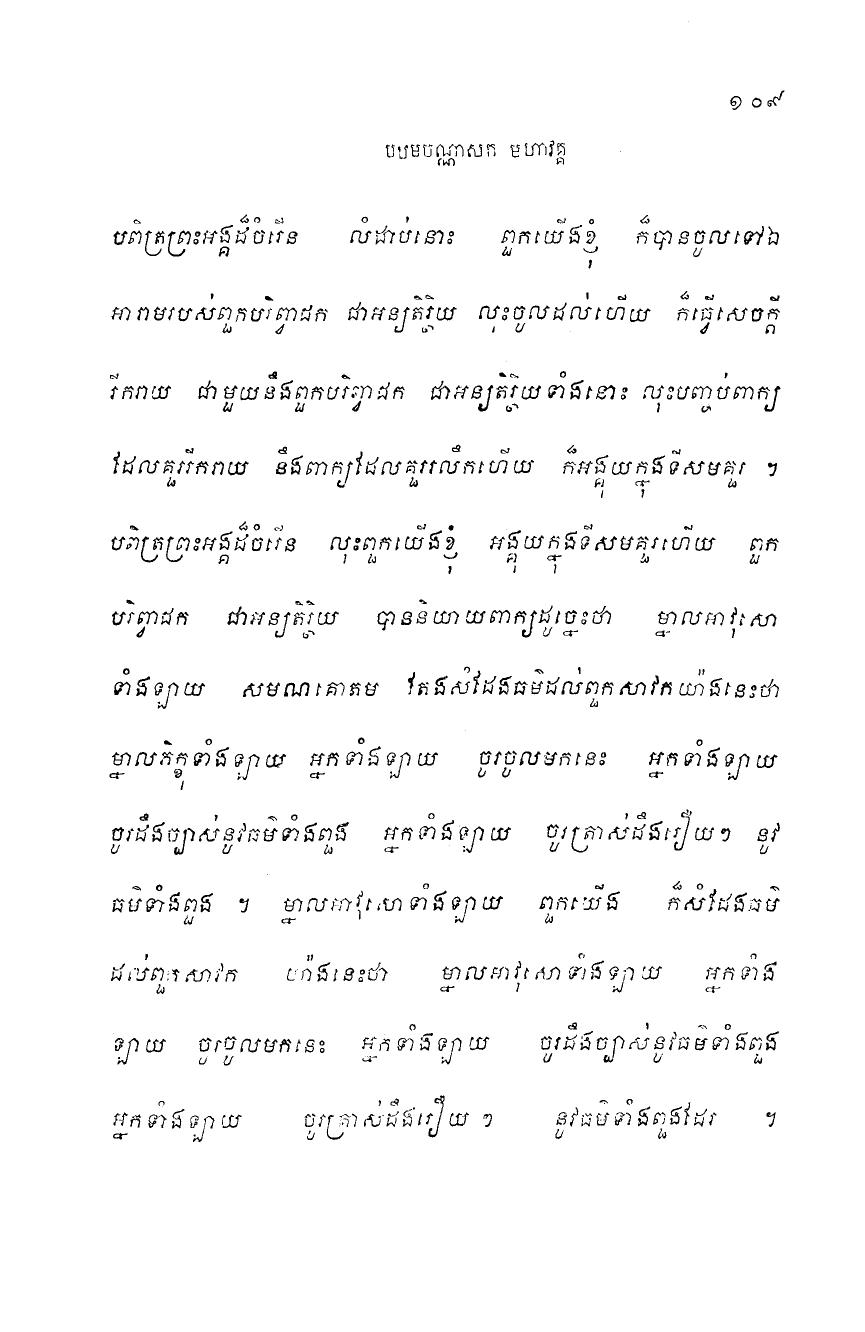 ១០៩
បឋមបណ្ណាសក មហាវគ្គ
បពិត្រព្រះអង្គដ៏ចំរើន លំដាប់នោះ ពួកយើងខ្ញុំ ក៏បានចូលទៅឯ
អារាមរបស់ពួកបរិព្វាជក ជាអន្យតិរ្ថិយ លុះចូលដល់ហើយ ក៏ធ្វើសេចក្តី
រីករាយ ជាមួយនឹងពួកបរិព្វាជក ជាអន្យតិរ្ថិយទាំងនោះ លុះបញ្ចប់ពាក្យ
ដែលគួររីករាយ នឹងពាក្យដែលគួររលឹកហើយ ក៏អង្គុយក្នុងទីសមគួរ ។
បពិត្រព្រះអង្គដ៏ចំរើន លុះពួកយើងខ្ញុំ អង្គុយក្នុងទីសមគួរហើយ ពួក
បរិព្វាជក ជាអន្យតិរ្ថិយ បាននិយាយពាក្យដូច្នេះថា ម្នាលអាវុសោ
ទាំងឡាយ សមណគោតម តែងសំដែងធម៌ដល់ពួកសាវកយ៉ាងនេះថា
ម្នាលភិក្ខុទាំងឡាយ អ្នកទាំងឡាយ ចូរចូលមកនេះ អ្នកទាំងឡាយ
ចូរដឹងច្បាស់នូវធម៌ទាំងពួង អ្នកទាំងឡាយ ចូរត្រាស់ដឹងរឿយៗ នូវ
ធម៌ទាំងពួង ។ ម្នាលអាវុសោទាំងឡាយ ពួកយើង ក៏សំដែងធម៌
ដល់ពួកសាវក យ៉ាងនេះថា ម្នាលអាវុសោទាំងឡាយ អ្នកទាំង
ឡាយ ចូរចូលមកនេះ អ្នកទាំងឡាយ ចូរដឹងច្បាស់នូវធម៌ទាំងពួង
អ្នកទាំងឡាយ ចូរត្រាស់ដឹងរឿយៗ នូវធម៌ទាំងពួងដែរ ។